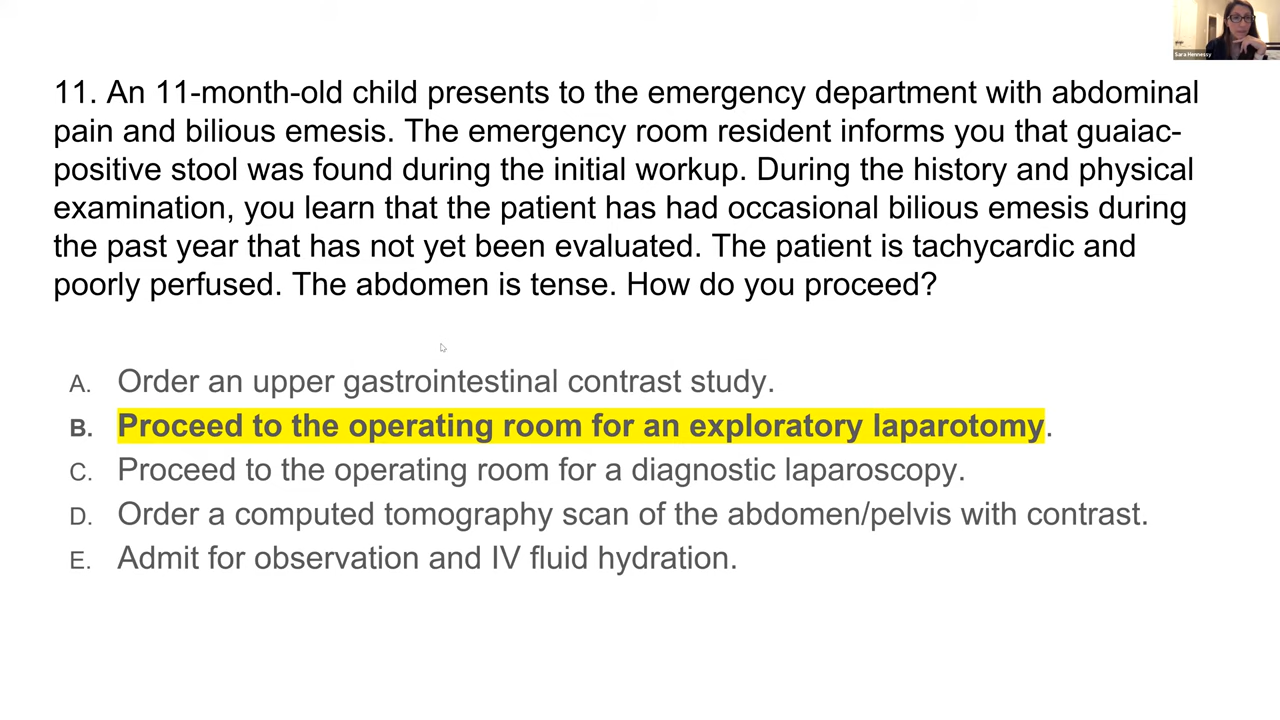 Sara Hennessy
11. An 11-month-old child presents to the emergency department with abdominal
pain and bilious emesis. The emergency room resident informs you that guaiac-
positive stool was found during the initial workup. During the history and physical
examination, you learn that the patient has had occasional bilious emesis during
the past year that has not yet been evaluated. The patient is tachycardic and
poorly perfused. The abdomen is tense. How do you proceed?
A. Order an upper gastrointestinal contrast study.
B. Proceed to the operating room for an exploratory laparotomy.
C. Proceed to the operating room for a diagnostic laparoscopy.
D. Order a computed tomography scan of the abdomen/pelvis with contrast.
E. Admit for observation and IV fluid hydration.